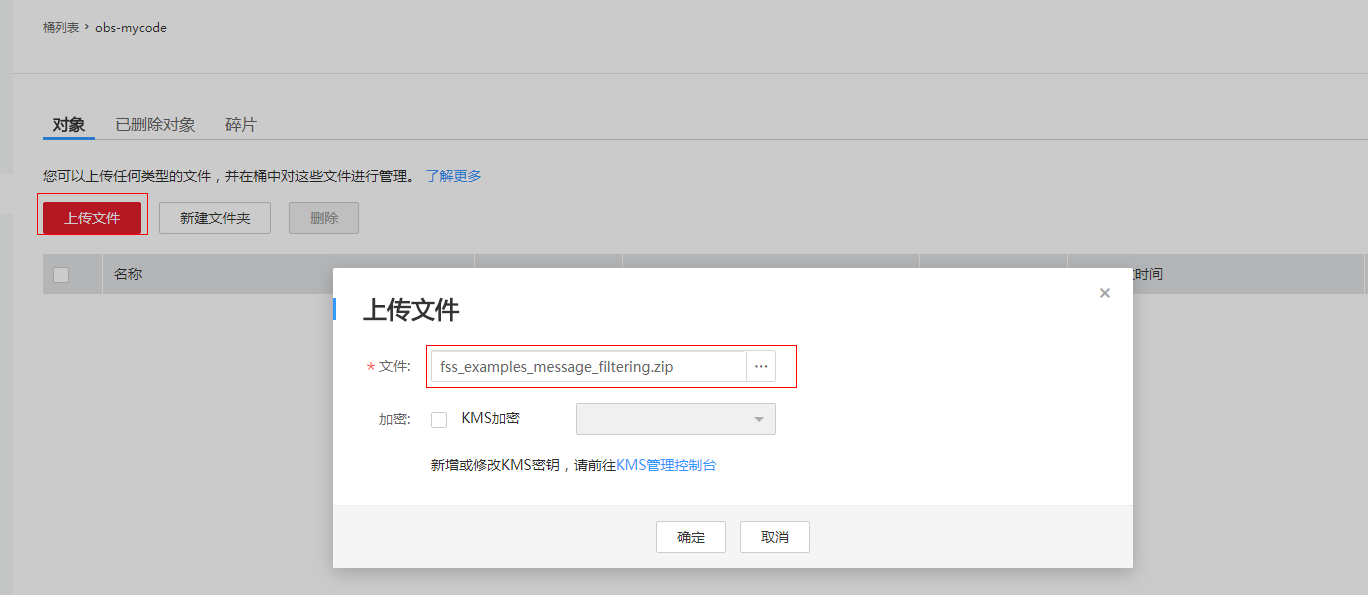 桶列表 > obs-mycode
对象 已删除对象 碎片
您可以上传任何类型的文件，并在桶中对这些文件进行管理。 了解更多
上传文件 新建文件夹 删除
名称 时间
上传文件 ×
* 文件: fss_examples_message_filtering.zip ...
加密: KMS加密
新增或修改KMS密钥，请前往KMS管理控制台
确定 取消